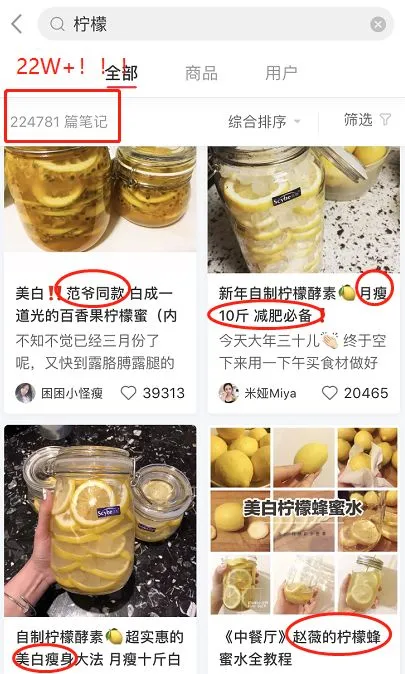 柠檬
22W+！！！
全部
商品
用户
224781 篇笔记
综合排序
筛选
Scybe
美白‼️范爷同款 白成一
道光的百香果柠檬蜜（内
不知不觉已经三月份了
呢，又快到露胳膊露腿的
困困小怪瘦
39313
新年自制柠檬酵素🍋 月瘦
10斤 减肥必备❗
今天大年三十儿👏🏻 终于空
下来用一下午买食材做好
米娅Miya
20465
Scybe
自制柠檬酵素🍋 超实惠的
美白瘦身大法 月瘦十斤白
美白柠檬蜂蜜水
《中餐厅》赵薇的柠檬蜂
蜜水全教程